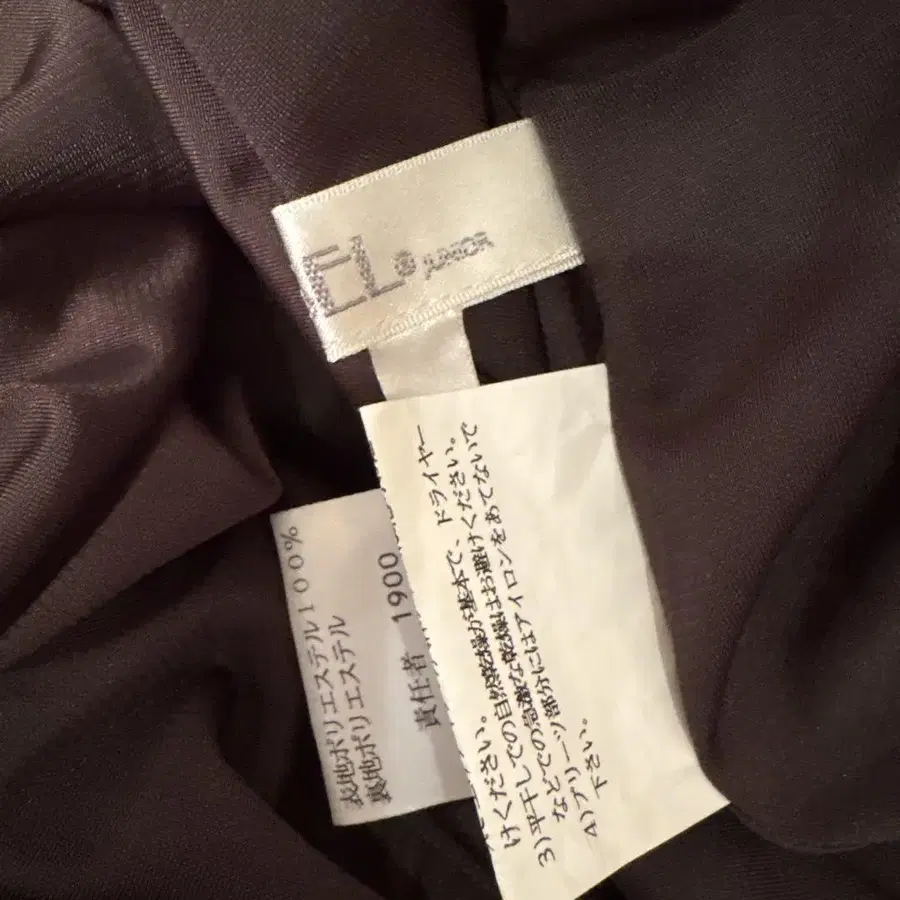 EL® JUNIOR
表地ポリエステル100%
裏地ポリエステル
責任者 1900
けください。
3)平干しでの自然乾燥が基本で、ドライヤー
などでの急激な乾燥はお避けください。
4)プリーツ部分にはアイロンをあてないで
下さい。